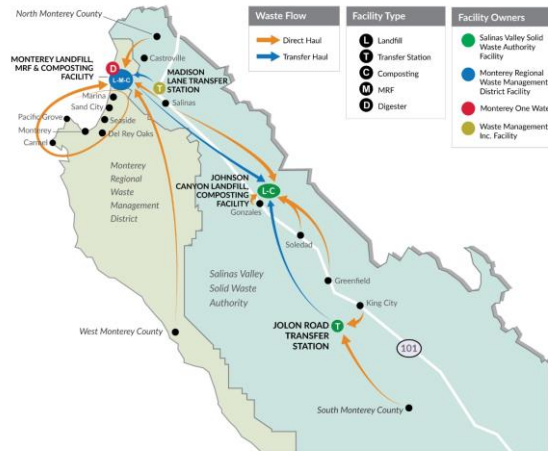 North Monterey County
MONTEREY LANDFILL,
MRF & COMPOSTING
FACILITY
D
L-M-C
Castroville
MADISON
LANE TRANSFER
STATION
T
Salinas
Marina
Sand City
Pacific Grove
Seaside
Monterey
Del Rey Oaks
Carmel
Monterey
Regional
Waste
Management
District
JOHNSON
CANYON LANDFILL,
COMPOSTING
FACILITY
L-C
Gonzales
Soledad
Salinas Valley
Solid Waste
Authority
Greenfield
King City
JOLON ROAD
TRANSFER
STATION
T
101
West Monterey County
South Monterey County
Waste Flow
Direct Haul
Transfer Haul
Facility Type
L Landfill
T Transfer Station
C Composting
M MRF
D Digester
Facility Owners
Salinas Valley Solid
Waste Authority
Facility
Monterey Regional
Waste Management
District Facility
Monterey One Wate
Waste Management
Inc. Facility